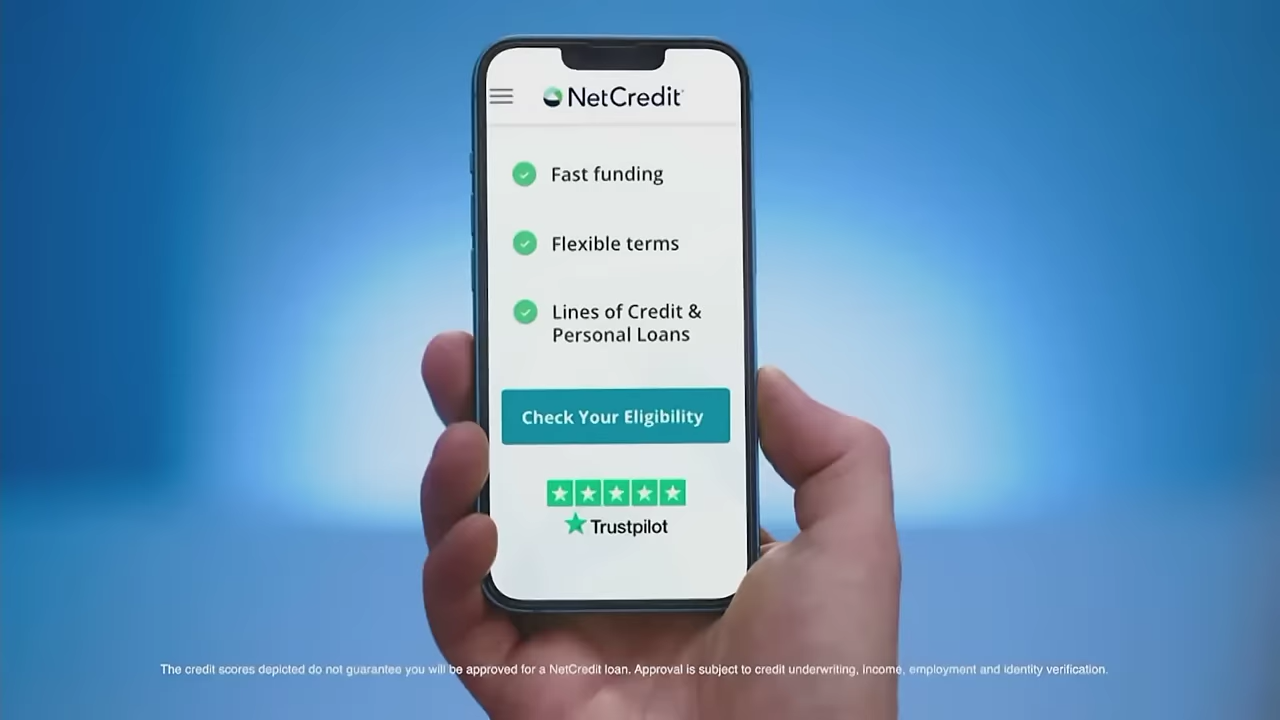 NetCredit
Fast funding
Flexible terms
Lines of Credit &
Personal Loans
Check Your Eligibility
Trustpilot
The credit scores depicted do not guarantee you will be approved for a NetCredit loan. Approval is subject to credit underwriting, income, employment and identity verification.